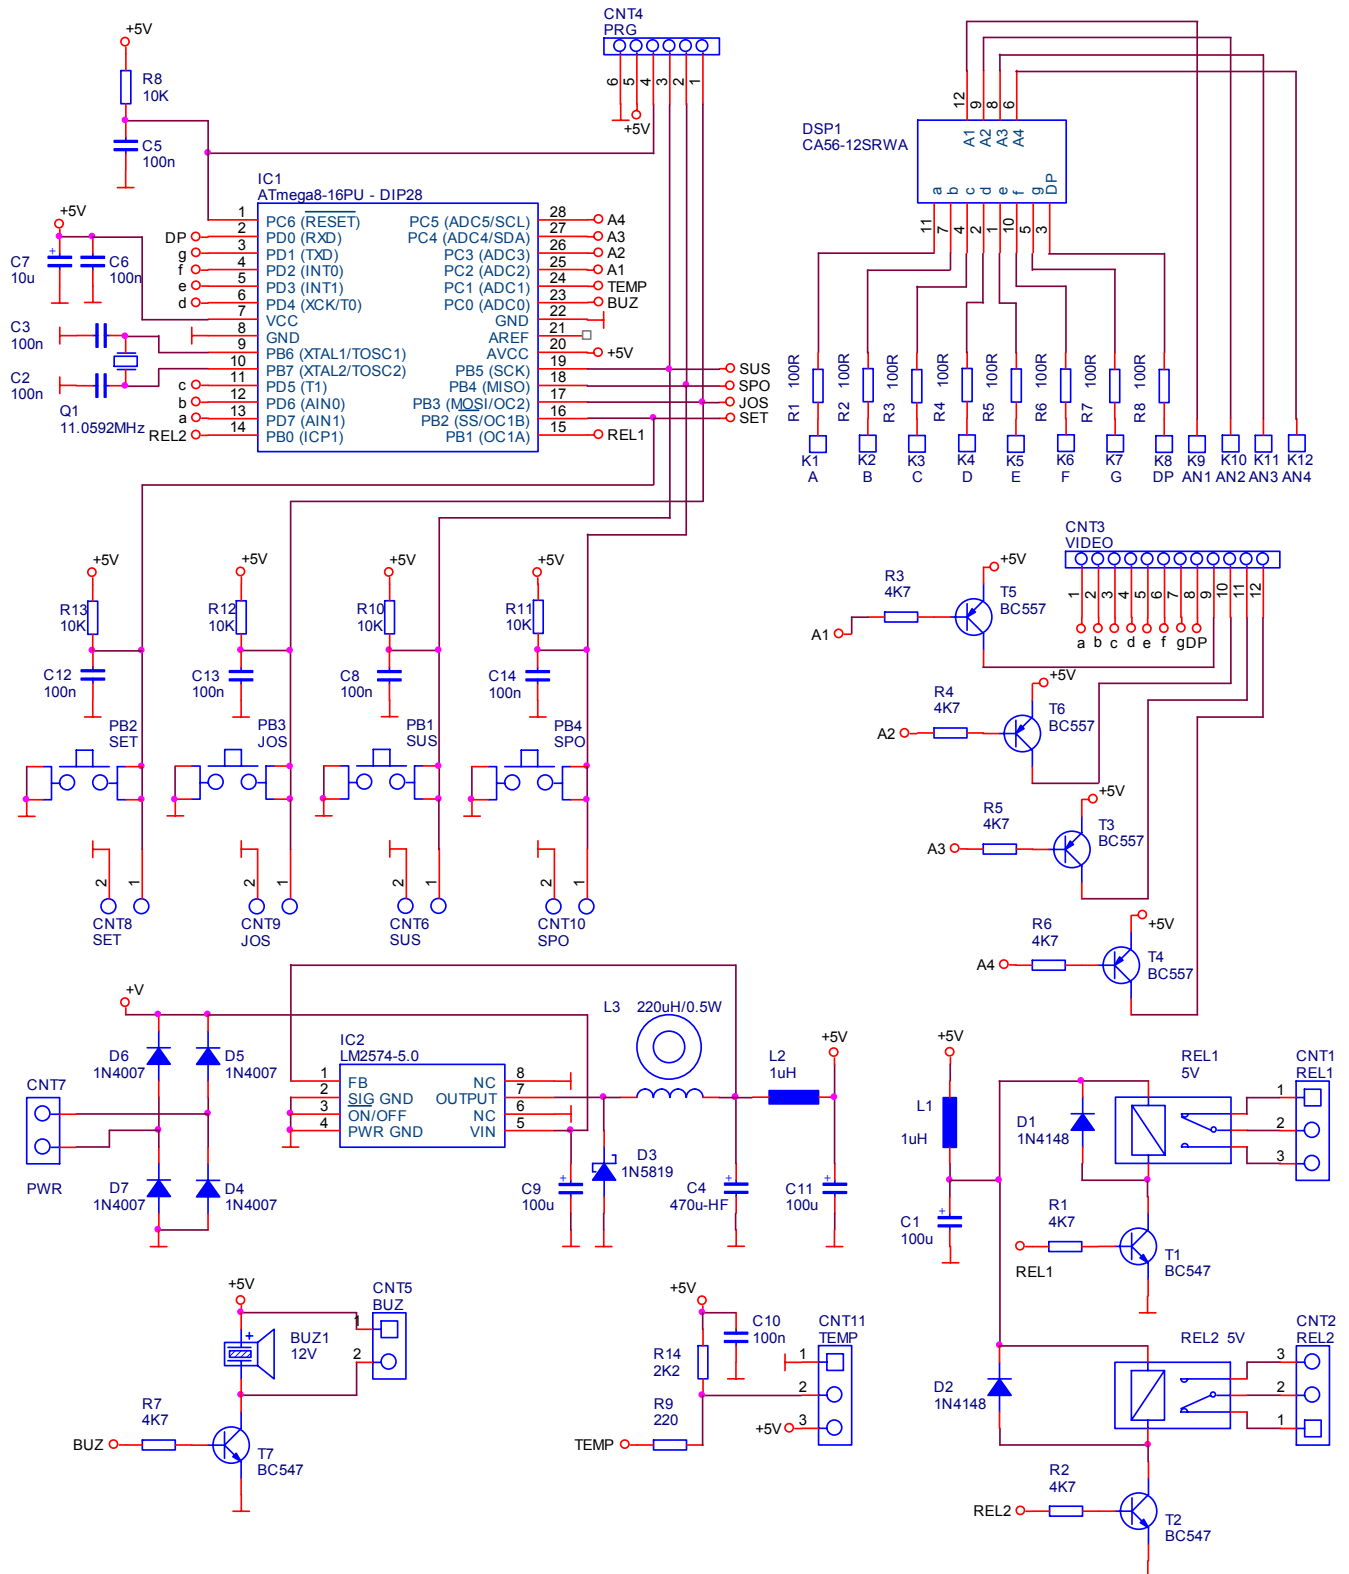 +5V
R8
10K
C5
100n
CNT4
PRG
6
5
4
3
2
1
+5V
IC1
ATmega8-16PU - DIP28
1 PC6 (RESET)
2 PD0 (RXD)
3 PD1 (TXD)
4 PD2 (INT0)
5 PD3 (INT1)
6 PD4 (XCK/T0)
7 VCC
8 GND
9 PB6 (XTAL1/TOSC1)
10 PB7 (XTAL2/TOSC2)
11 PD5 (T1)
12 PD6 (AIN0)
13 PD7 (AIN1)
14 PB0 (ICP1)
PC5 (ADC5/SCL) 28 A4
PC4 (ADC4/SDA) 27 A3
PC3 (ADC3) 26 A2
PC2 (ADC2) 25 A1
PC1 (ADC1) 24 TEMP
PC0 (ADC0) 23 BUZ
GND 22
AREF 21
AVCC 20 +5V
PB5 (SCK) 19 SUS
PB4 (MISO) 18 SPO
PB3 (MOSI/OC2) 17 JOS
PB2 (SS/OC1B) 16 SET
PB1 (OC1A) 15 REL1
DP
g
f
e
d
c
b
a
REL2
+5V
C7
10u
C6
100n
C3
100n
C2
100n
Q1
11.0592MHz
DSP1
CA56-12SRWA
12 9 8 6
A1 A2 A3 A4
a b c d e f g DP
11 7 4 2 1 10 5 3
R1 100R
R2 100R
R3 100R
R4 100R
R5 100R
R6 100R
R7 100R
R8 100R
K1 K2 K3 K4 K5 K6 K7 K8 K9 K10 K11 K12
A B C D E F G DP AN1 AN2 AN3 AN4
CNT3
VIDEO
1 2 3 4 5 6 7 8 9 10 11 12
a b c d e f g DP
+5V
R3
4K7
A1
T5
BC557
+5V
R4
4K7
A2
T6
BC557
+5V
R5
4K7
A3
T3
BC557
+5V
R6
4K7
A4
T4
BC557
+5V
R13
10K
C12
100n
PB2
SET
2 1
CNT8
SET
+5V
R12
10K
C13
100n
PB3
JOS
2 1
CNT9
JOS
+5V
R10
10K
C8
100n
PB1
SUS
2 1
CNT6
SUS
+5V
R11
10K
C14
100n
PB4
SPO
2 1
CNT10
SPO
+V
D6
1N4007
D5
1N4007
CNT7
PWR
D7
1N4007
D4
1N4007
IC2
LM2574-5.0
1 FB
2 SIG GND
3 ON/OFF
4 PWR GND
NC 8
OUTPUT 7
NC 6
VIN 5
L3 220uH/0.5W
L2
1uH
+5V
C9
100u
D3
1N5819
C4
470u-HF
C11
100u
+5V
L1
1uH
C1
100u
D1
1N4148
REL1
5V
CNT1
REL1
1
2
3
R1
4K7
REL1
T1
BC547
REL2 5V
CNT2
REL2
3
2
1
D2
1N4148
R2
4K7
REL2
T2
BC547
+5V
CNT5
BUZ
1
2
BUZ1
12V
R7
4K7
BUZ
T7
BC547
+5V
C10
100n
R14
2K2
R9
220
TEMP
CNT11
TEMP
1
2
3
+5V